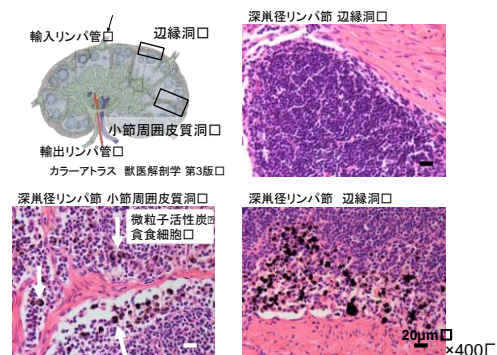 輸入リンパ管□
辺縁洞□
小節周囲皮質洞□
輸出リンパ管□
カラーアトラス 獣医解剖学 第3版□
深鼡径リンパ節 辺縁洞□
深鼡径リンパ節 小節周囲皮質洞□
微粒子活性炭
貪食細胞□
深鼡径リンパ節 辺縁洞□
20μm□
×400